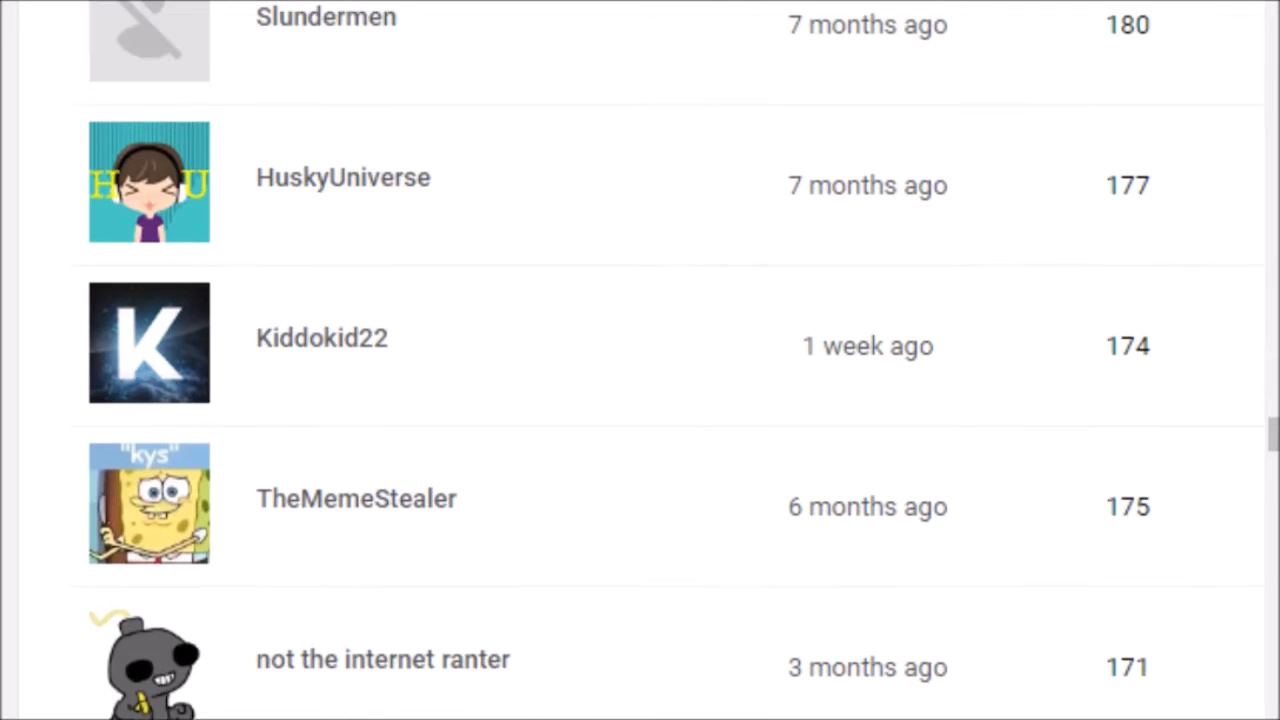 Slundermen 7 months ago 180
HU
HuskyUniverse 7 months ago 177
K
Kiddokid22 1 week ago 174
"kys"
TheMemeStealer 6 months ago 175
not the internet ranter 3 months ago 171